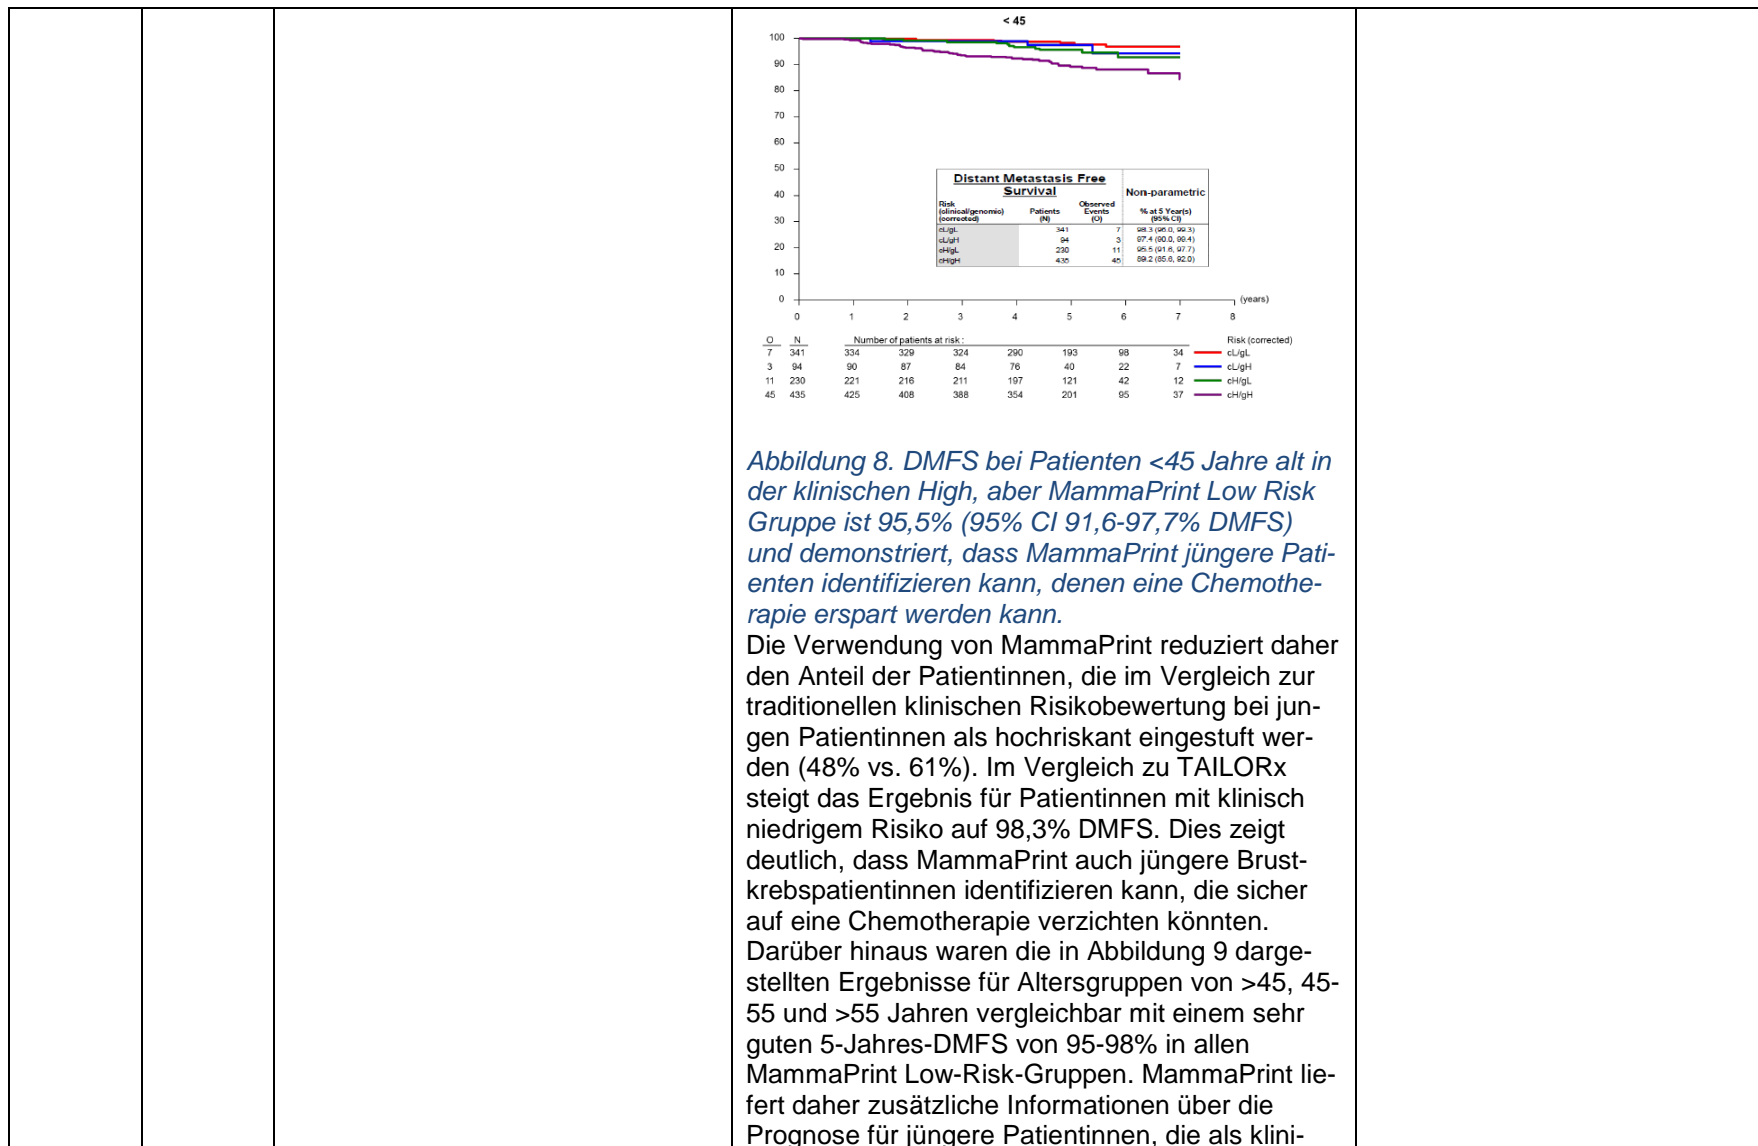 < 45
100
90
80
70
60
50
40
30
20
10
0
Distant Metastasis Free
Survival
Non-parametric
Risk
(clinical/genomic)
(corrected)
Patients
(N)
Observed
Events
(O)
% at 5 Year(s)
(95% CI)
cL/gL 341 7 98.3 (96.0, 99.3)
cL/gH 94 3 97.4 (90.0, 99.4)
cH/gL 230 11 95.5 (91.6, 97.7)
cH/gH 435 45 89.2 (85.6, 92.0)
(years)
0 1 2 3 4 5 6 7 8
O N Number of patients at risk : Risk (corrected)
7 341 334 329 324 290 193 98 34 cL/gL
3 94 90 87 84 76 40 22 7 cL/gH
11 230 221 216 211 197 121 42 12 cH/gL
45 435 425 408 388 354 201 95 37 cH/gH
Abbildung 8. DMFS bei Patienten <45 Jahre alt in
der klinischen High, aber MammaPrint Low Risk
Gruppe ist 95,5% (95% CI 91,6-97,7% DMFS)
und demonstriert, dass MammaPrint jüngere Pati-
enten identifizieren kann, denen eine Chemothe-
rapie erspart werden kann.
Die Verwendung von MammaPrint reduziert daher
den Anteil der Patientinnen, die im Vergleich zur
traditionellen klinischen Risikobewertung bei jun-
gen Patientinnen als hochriskant eingestuft wer-
den (48% vs. 61%). Im Vergleich zu TAILORx
steigt das Ergebnis für Patientinnen mit klinisch
niedrigem Risiko auf 98,3% DMFS. Dies zeigt
deutlich, dass MammaPrint auch jüngere Brust-
krebspatientinnen identifizieren kann, die sicher
auf eine Chemotherapie verzichten könnten.
Darüber hinaus waren die in Abbildung 9 darge-
stellten Ergebnisse für Altersgruppen von >45, 45-
55 und >55 Jahren vergleichbar mit einem sehr
guten 5-Jahres-DMFS von 95-98% in allen
MammaPrint Low-Risk-Gruppen. MammaPrint lie-
fert daher zusätzliche Informationen über die
Prognose für jüngere Patientinnen, die als klini-